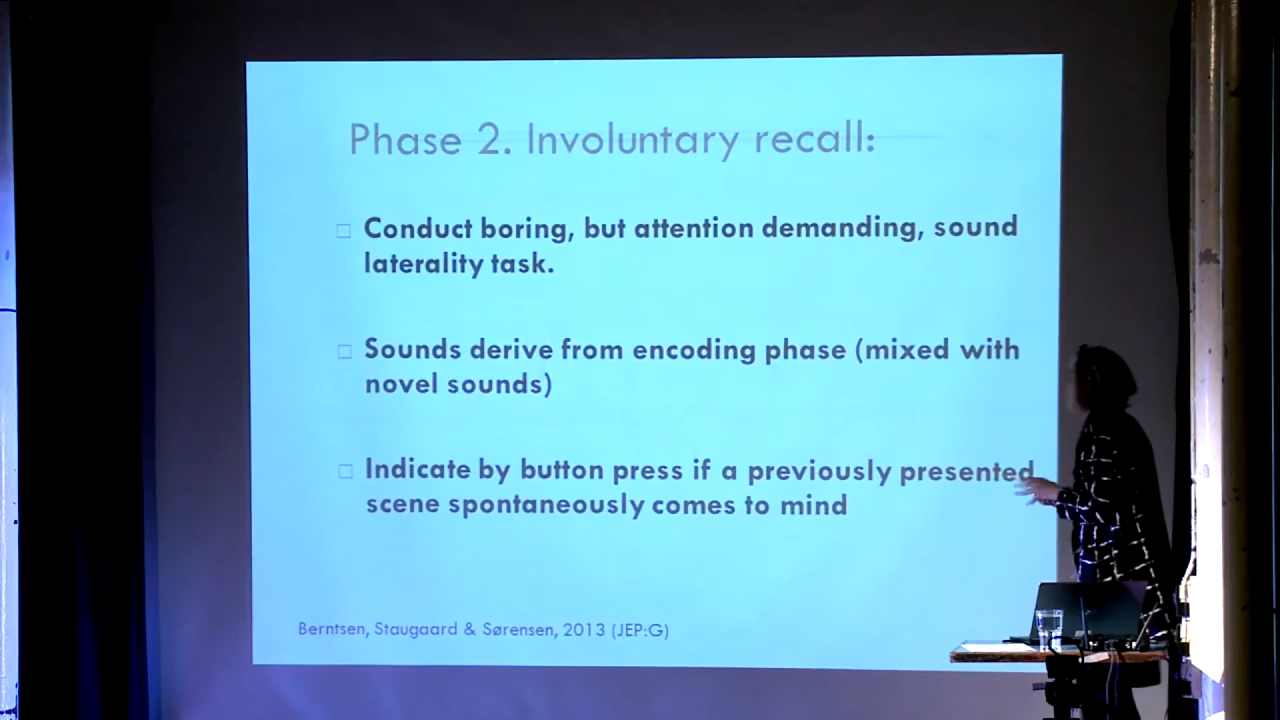 Phase 2. Involuntary recall:
Conduct boring, but attention demanding, sound
laterality task.
Sounds derive from encoding phase (mixed with
novel sounds)
Indicate by button press if a previously presented
scene spontaneously comes to mind
Berntsen, Staugaard & Sørensen, 2013 (JEP:G)